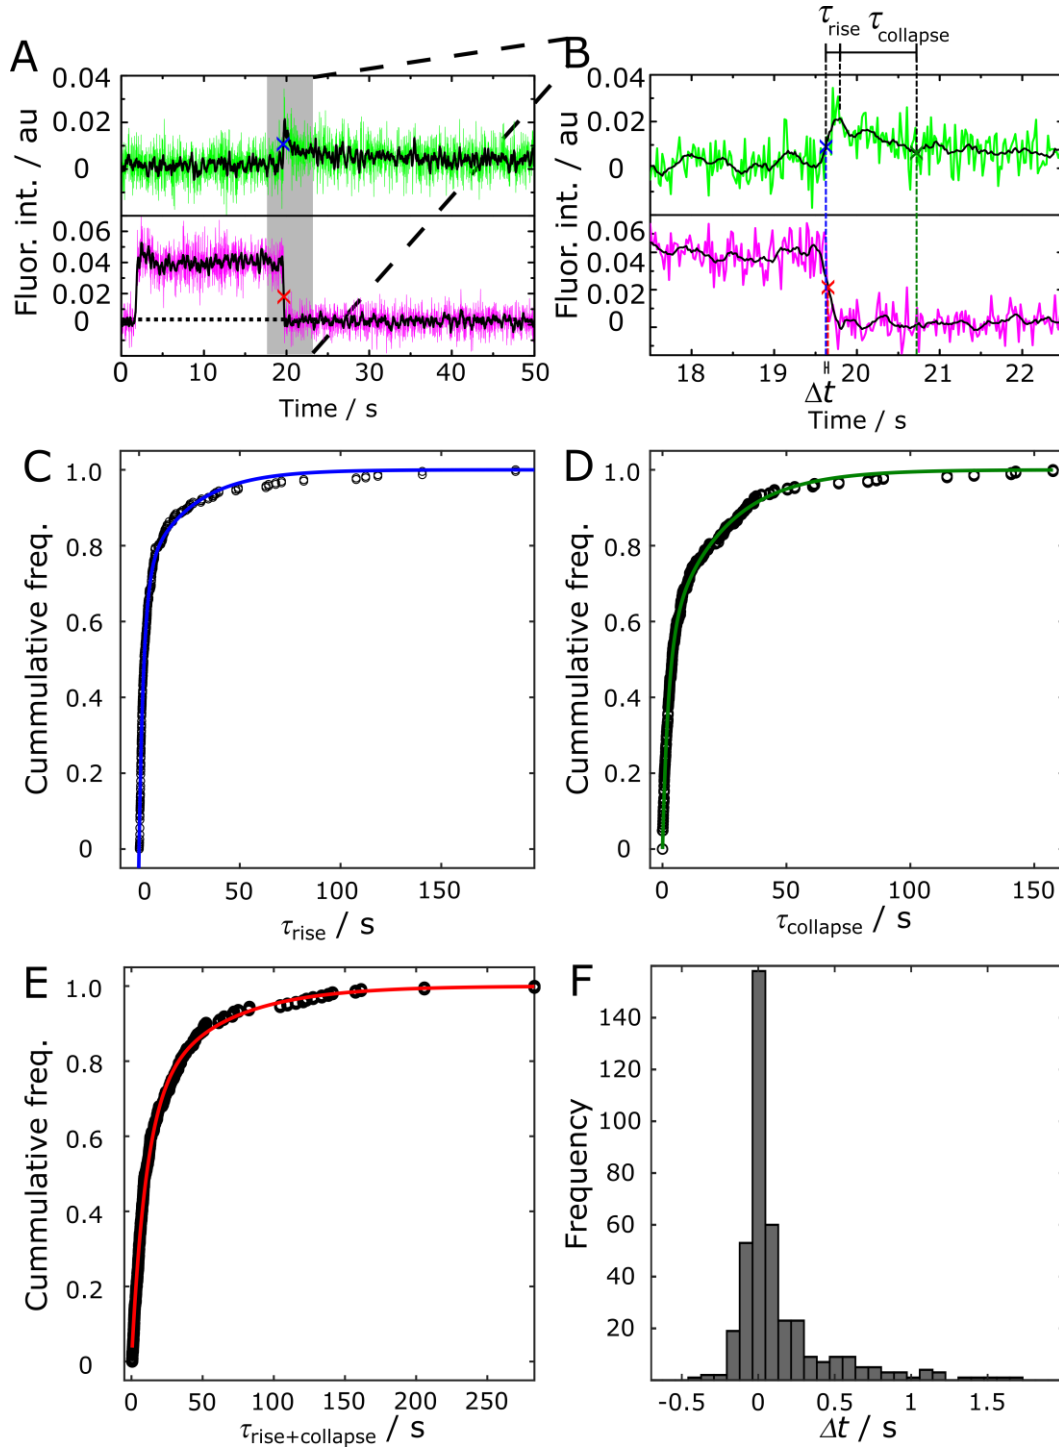 A
B
τrise τcollapse
0.04
0.02
0
0.06
0.04
0.02
0
Fluor. int. / au
0 10 20 30 40 50
Time / s
0.04
0.02
0
0.06
0.04
0.02
0
Fluor. int. / au
18 19 20 21 22
Δt
Time / s
C
1.0
0.8
0.6
0.4
0.2
0
Cummulative freq.
0 50 100 150
τrise / s
D
1.0
0.8
0.6
0.4
0.2
0
Cummulative freq.
0 50 100 150
τcollapse / s
E
1.0
0.8
0.6
0.4
0.2
0
Cummulative freq.
0 50 100 150 200 250
τrise+collapse / s
F
140
120
100
80
60
40
20
Frequency
-0.5 0 0.5 1 1.5
Δt / s